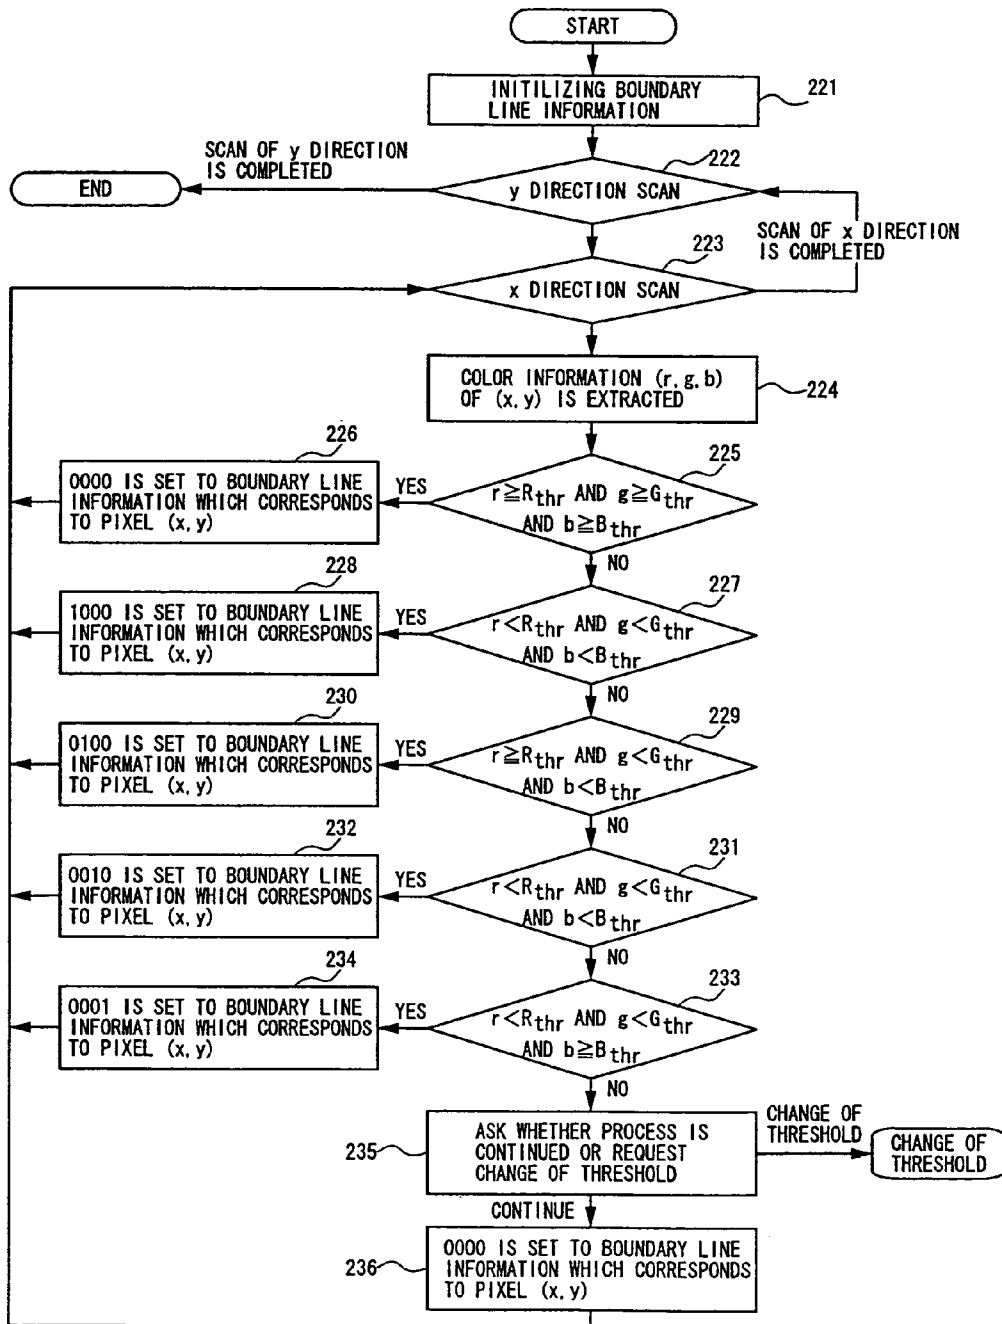 START
INITILIZING BOUNDARY
LINE INFORMATION
221
SCAN OF y DIRECTION
IS COMPLETED
222
END
y DIRECTION SCAN
SCAN OF x DIRECTION
IS COMPLETED
223
x DIRECTION SCAN
COLOR INFORMATION (r, g, b)
OF (x, y) IS EXTRACTED
224
226
225
0000 IS SET TO BOUNDARY LINE
INFORMATION WHICH CORRESPONDS
TO PIXEL (x, y)
YES
r≧Rthr AND g≧Gthr
AND b≧Bthr
NO
228
227
1000 IS SET TO BOUNDARY LINE
INFORMATION WHICH CORRESPONDS
TO PIXEL (x, y)
YES
r<Rthr AND g<Gthr
AND b<Bthr
NO
230
229
0100 IS SET TO BOUNDARY LINE
INFORMATION WHICH CORRESPONDS
TO PIXEL (x, y)
YES
r≧Rthr AND g<Gthr
AND b<Bthr
NO
232
231
0010 IS SET TO BOUNDARY LINE
INFORMATION WHICH CORRESPONDS
TO PIXEL (x, y)
YES
r<Rthr AND g<Gthr
AND b<Bthr
NO
234
233
0001 IS SET TO BOUNDARY LINE
INFORMATION WHICH CORRESPONDS
TO PIXEL (x, y)
YES
r<Rthr AND g<Gthr
AND b≧Bthr
NO
235
ASK WHETHER PROCESS IS
CONTINUED OR REQUEST
CHANGE OF THRESHOLD
CHANGE OF
THRESHOLD
CHANGE OF
THRESHOLD
CONTINUE
236
0000 IS SET TO BOUNDARY LINE
INFORMATION WHICH CORRESPONDS
TO PIXEL (x, y)